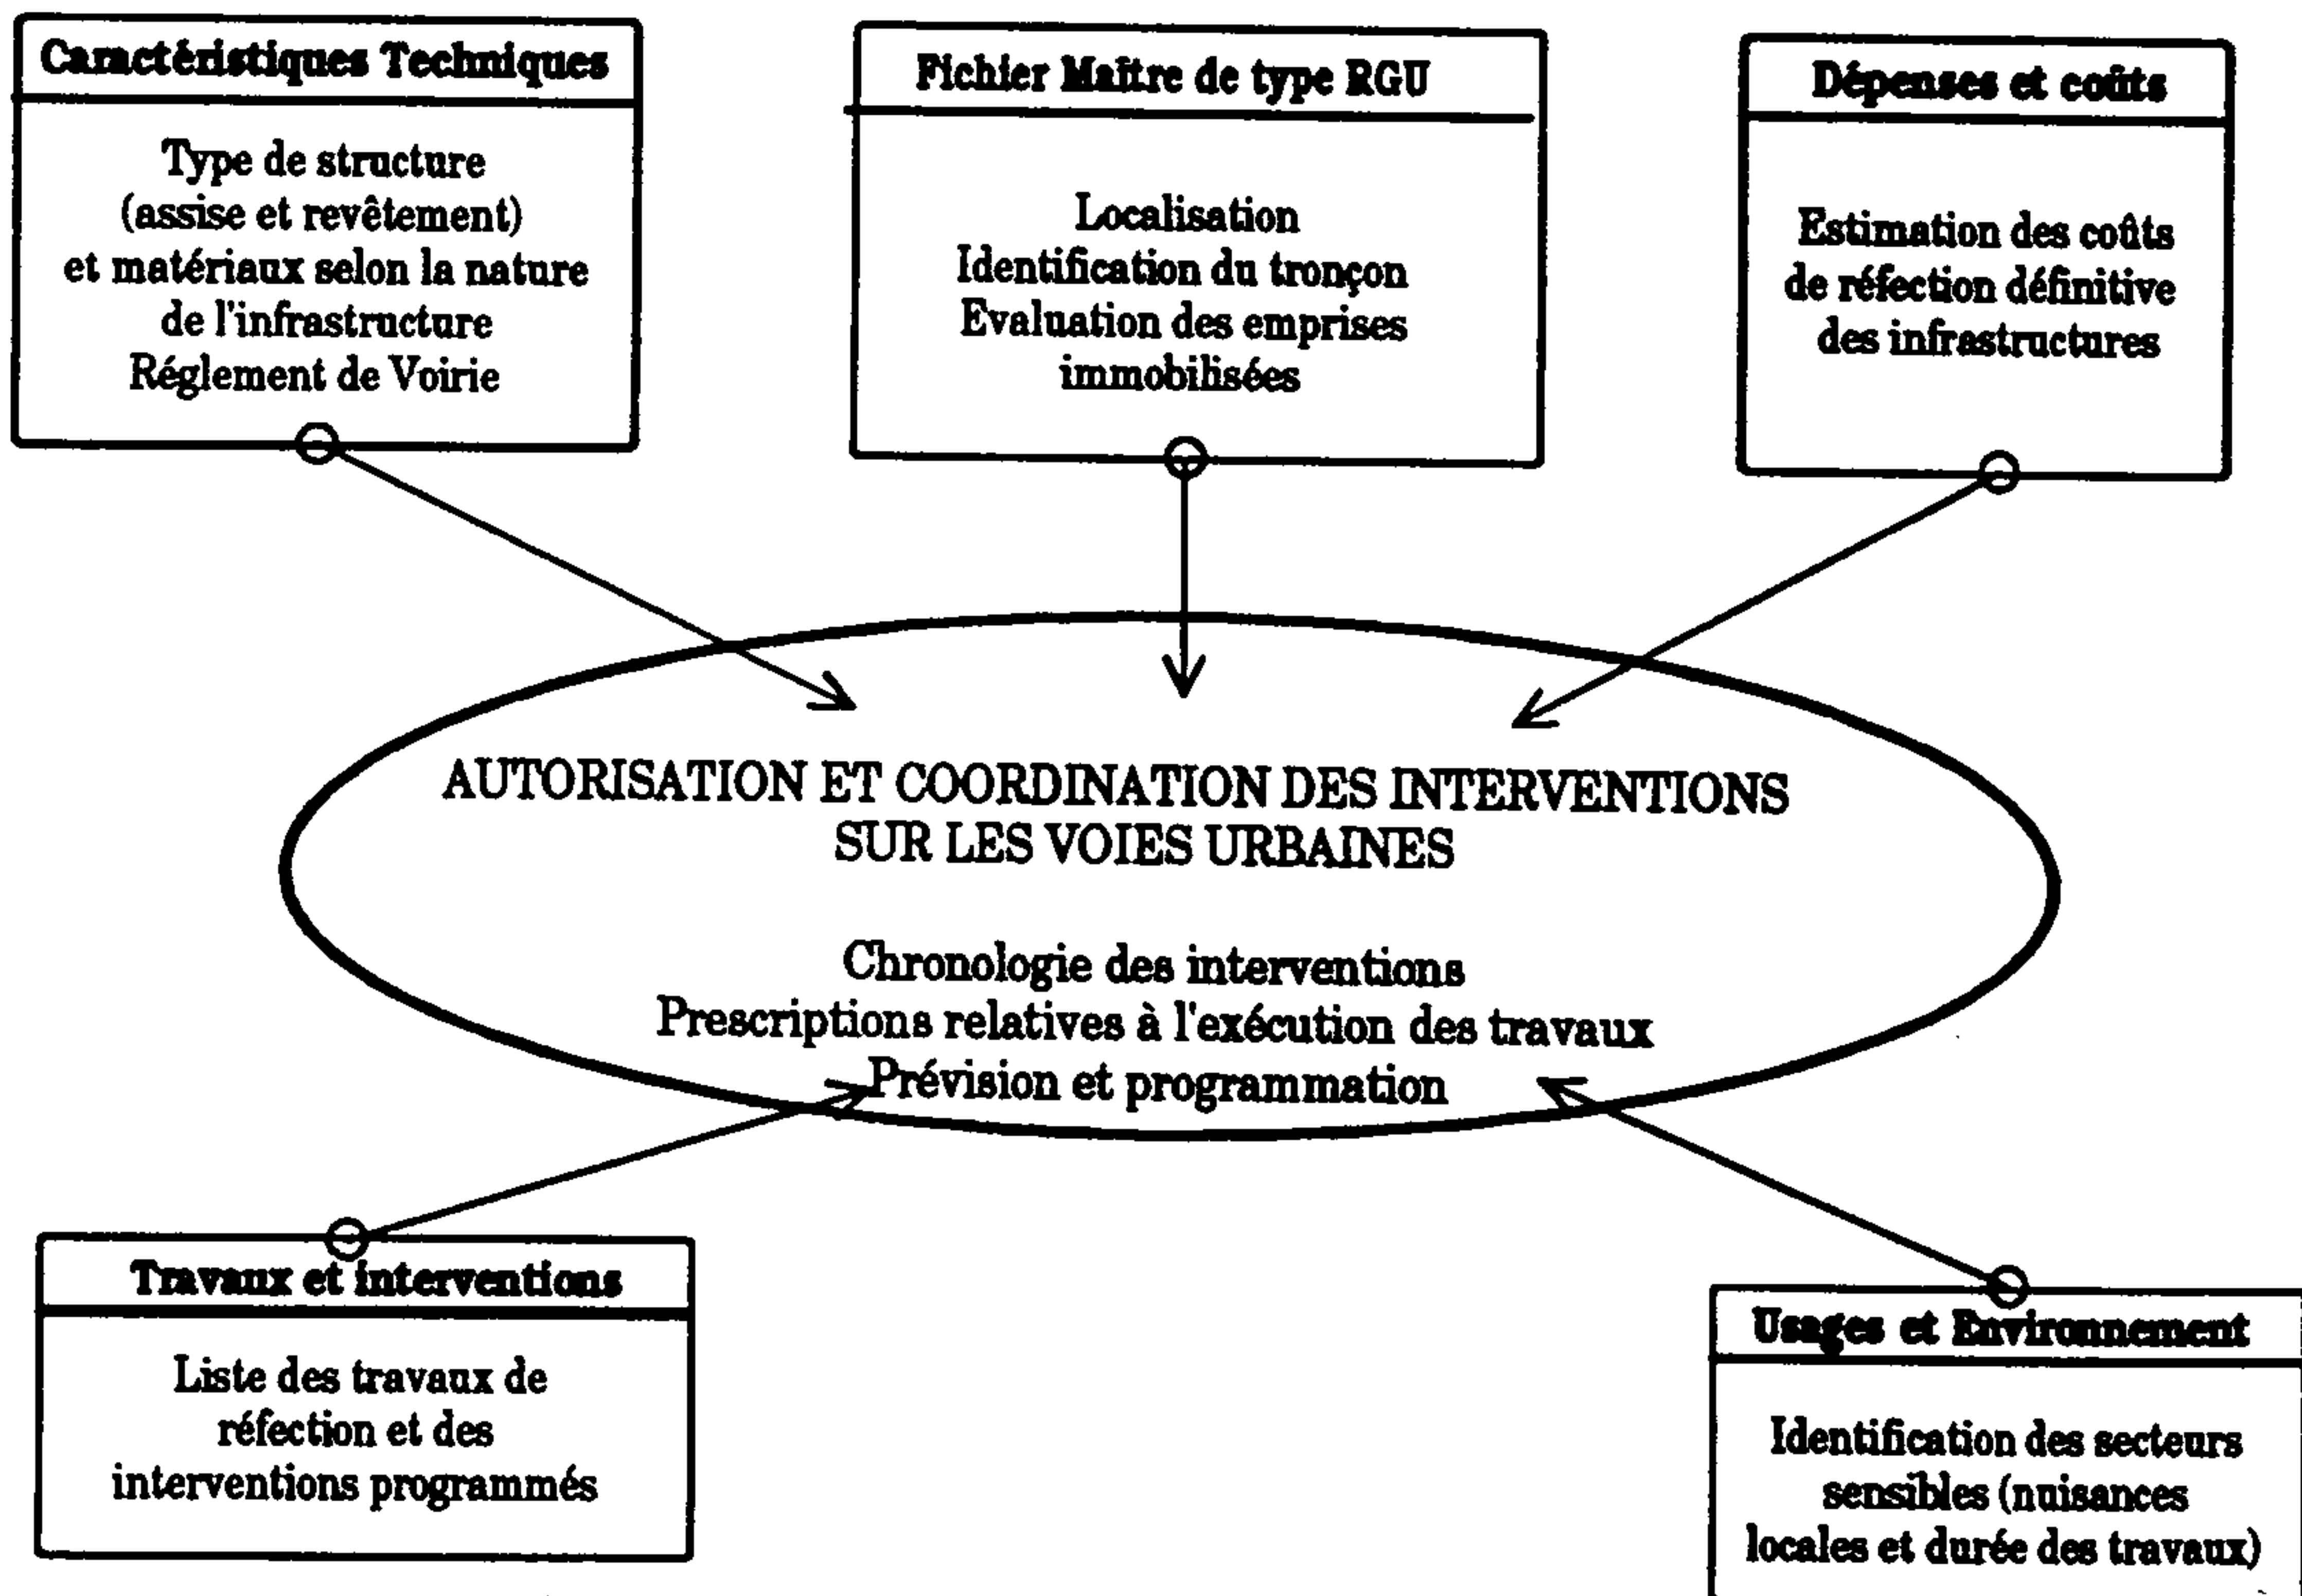 Caractéristiques Techniques
Type de structure
(assise et revêtement)
et matériaux selon la nature
de l'infrastructure
Réglement de Voirie
Fichier Maître de type RGU
Localisation
Identification du tronçon
Evaluation des emprises
immobilisées
Dépenses et coûts
Estimation des coûts
de réfection définitive
des infrastructures
AUTORISATION ET COORDINATION DES INTERVENTIONS
SUR LES VOIES URBAINES
Chronologie des interventions
Prescriptions relatives à l'exécution des travaux
Prévision et programmation
Travaux et interventions
Liste des travaux de
réfection et des
interventions programmés
Usages et Environnement
Identification des secteurs
sensibles (nuisances
locales et durée des travaux)